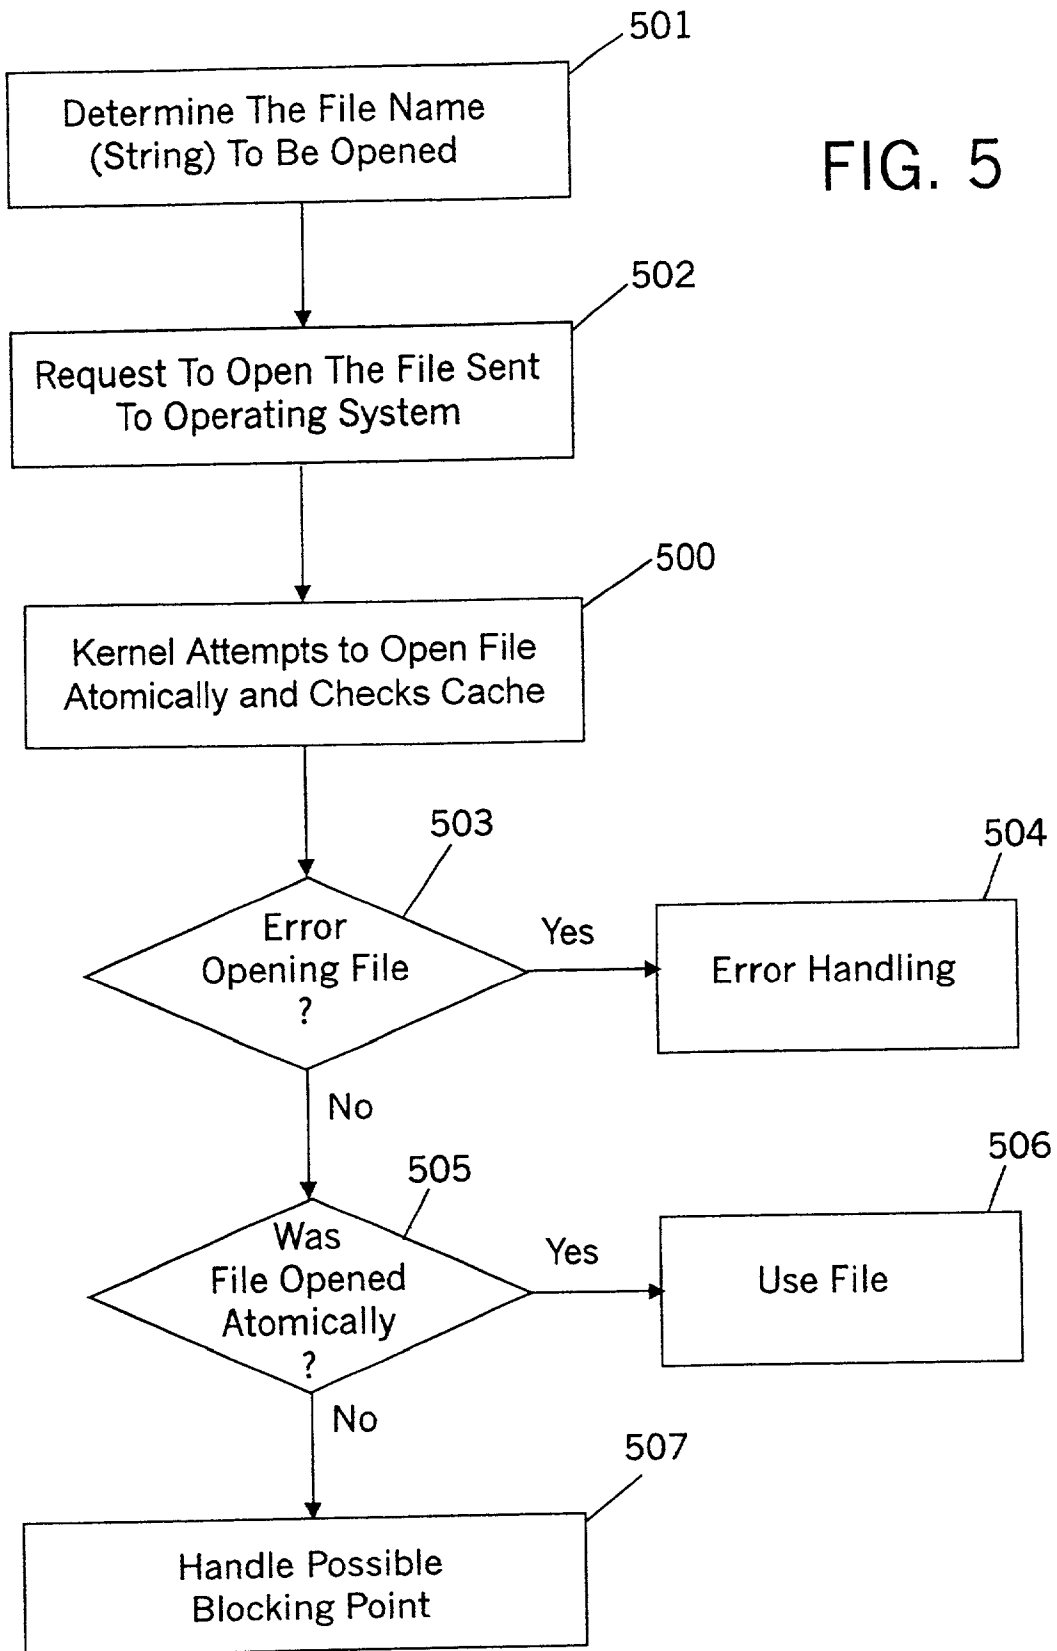 501
Determine The File Name
(String) To Be Opened
FIG. 5
502
Request To Open The File Sent
To Operating System
500
Kernel Attempts to Open File
Atomically and Checks Cache
503
Error
Opening File
?
Yes
504
Error Handling
No
505
Was
File Opened
Atomically
?
Yes
506
Use File
No
507
Handle Possible
Blocking Point